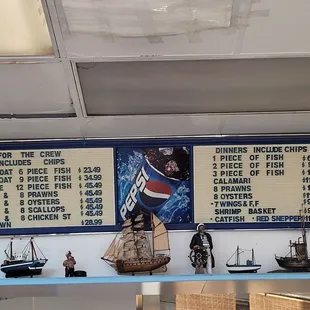 FOR THE CREW
INCLUDES CHIPS
OAT 6 PIECE FISH $23.49
OAT 9 PIECE FISH $34.99
E 12 PIECE FISH $45.49
& 8 PRAWNS $45.49
& 8 OYSTERS $45.49
& 8 SCALLOPS $45.49
& 8 CHICKEN ST $45.49
WN $28.99
PEPSI
DINNERS INCLUDE CHIPS
1 PIECE OF FISH $
2 PIECE OF FISH $
3 PIECE OF FISH $
CALAMARI $
8 PRAWNS $
8 OYSTERS $
7 WINGS & F/F $
SHRIMP BASKET $
CATFISH RED SNEPPER